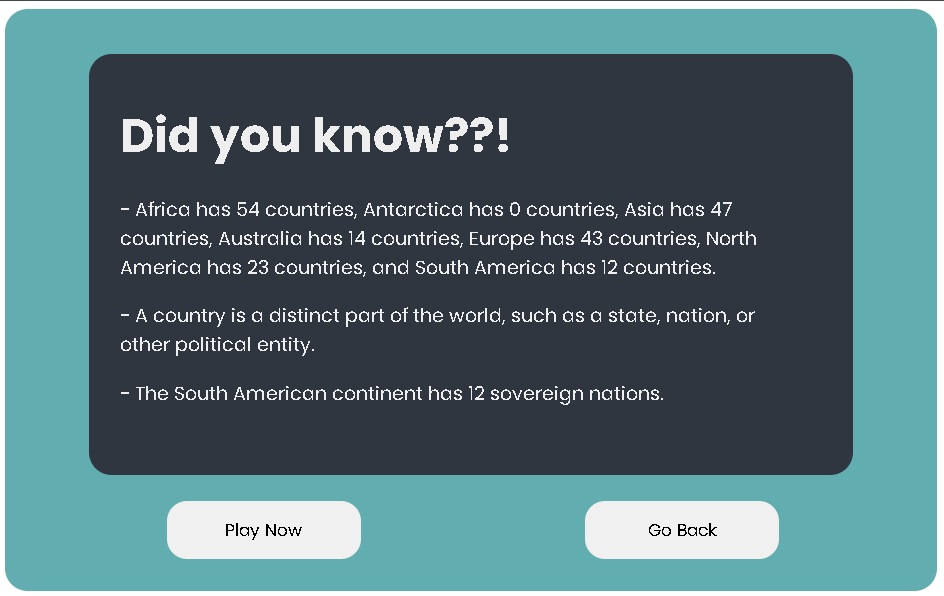 Did you know??!
- Africa has 54 countries, Antarctica has 0 countries, Asia has 47
countries, Australia has 14 countries, Europe has 43 countries, North
America has 23 countries, and South America has 12 countries.
- A country is a distinct part of the world, such as a state, nation, or
other political entity.
- The South American continent has 12 sovereign nations.
Play Now
Go Back